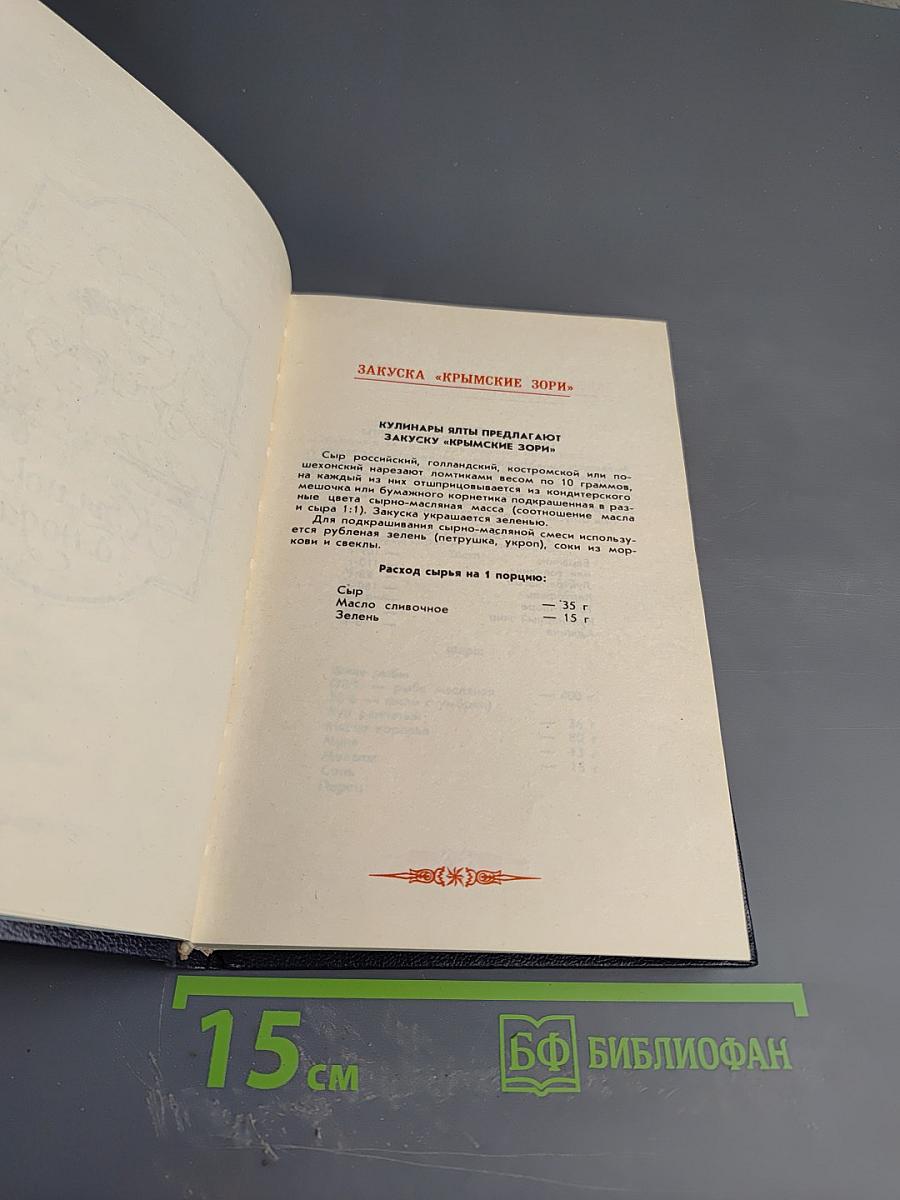 ЗАКУСКА «КРЫМСКИЕ ЗОРИ»
КУЛИНАРЫ ЯЛТЫ ПРЕДЛАГАЮТ
ЗАКУСКУ «КРЫМСКИЕ ЗОРИ»
Сыр российский, голландский, костромской или по-
шехонский нарезают ломтиками весом по 10 граммов,
на каждый из них отшприцовывается из кондитерского
мешочка или бумажного корнетика подкрашенная в раз-
ные цвета сырно-масляная масса (соотношение масла
и сыра 1:1). Закуска украшается зеленью.
Для подкрашивания сырно-масляной смеси использу-
ется рубленая зелень (петрушка, укроп), соки из мор-
кови и свеклы.
Расход сырья на 1 порцию:
Сыр — 35 г
Масло сливочное — 15 г
Зелень
15 см
БФ БИБЛИОФАН